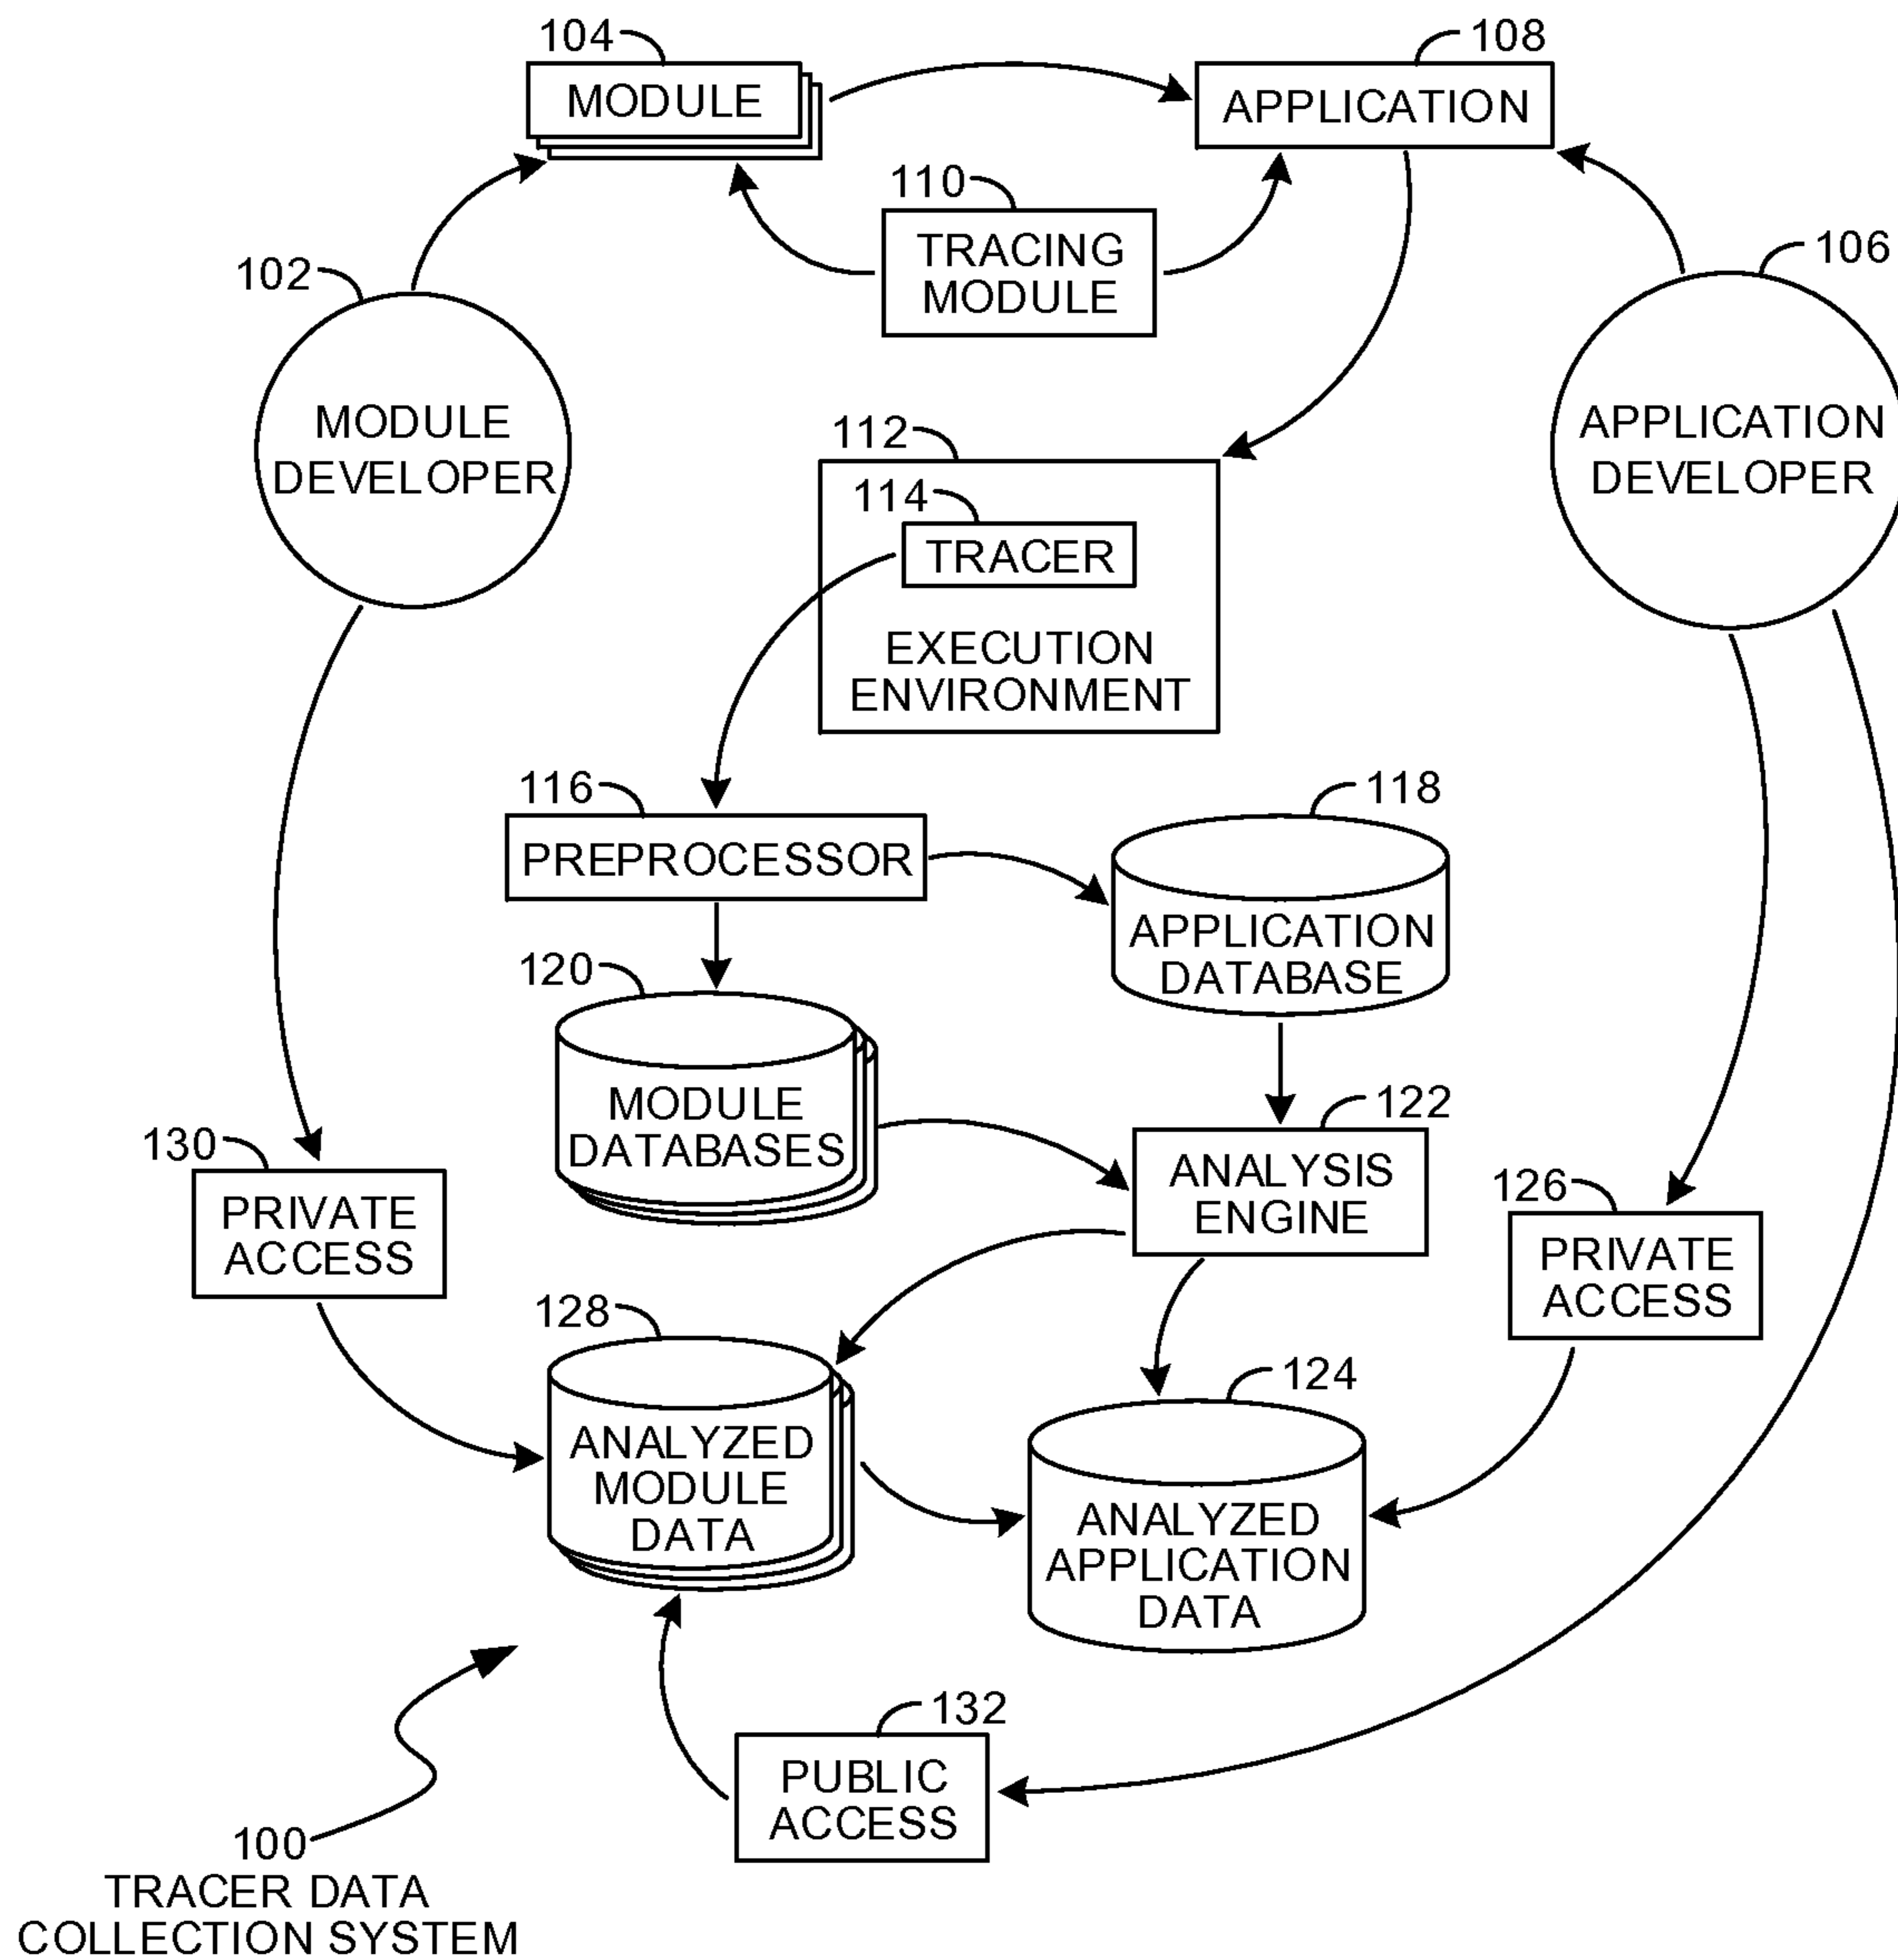 104
MODULE
108
APPLICATION
110
TRACING
MODULE
102
MODULE
DEVELOPER
106
APPLICATION
DEVELOPER
112
114
TRACER
EXECUTION
ENVIRONMENT
116
PREPROCESSOR
118
APPLICATION
DATABASE
120
MODULE
DATABASES
122
ANALYSIS
ENGINE
130
PRIVATE
ACCESS
126
PRIVATE
ACCESS
128
ANALYZED
MODULE
DATA
124
ANALYZED
APPLICATION
DATA
132
PUBLIC
ACCESS
100
TRACER DATA
COLLECTION SYSTEM